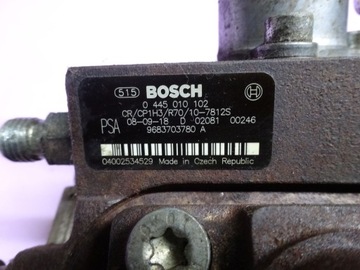 515 BOSCH
0 445 010 102
CR/CP1H3/R70/10-7812S
PSA 08-09-18 D 02081 00246
9683703780 A
04002534529 Made in Czech Republic